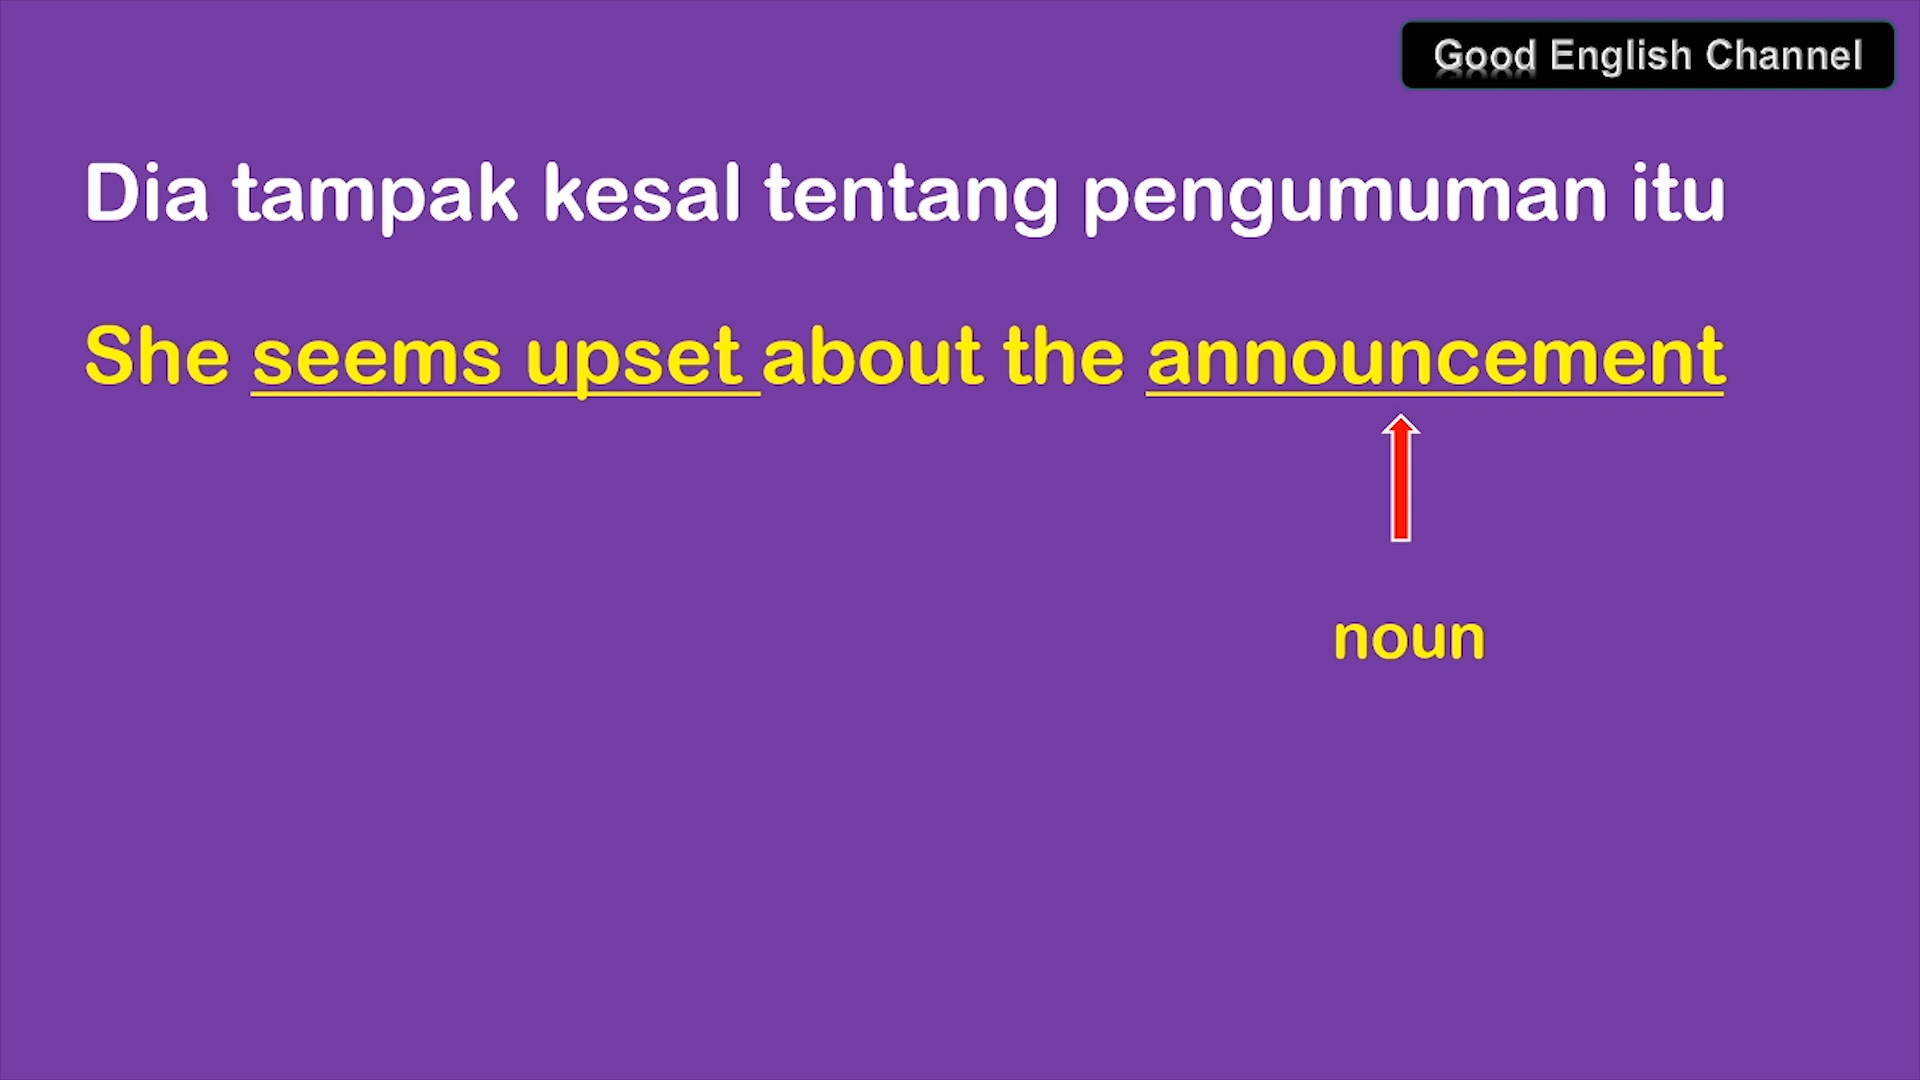 Good English Channel
Dia tampak kesal tentang pengumuman itu
She seems upset about the announcement
noun